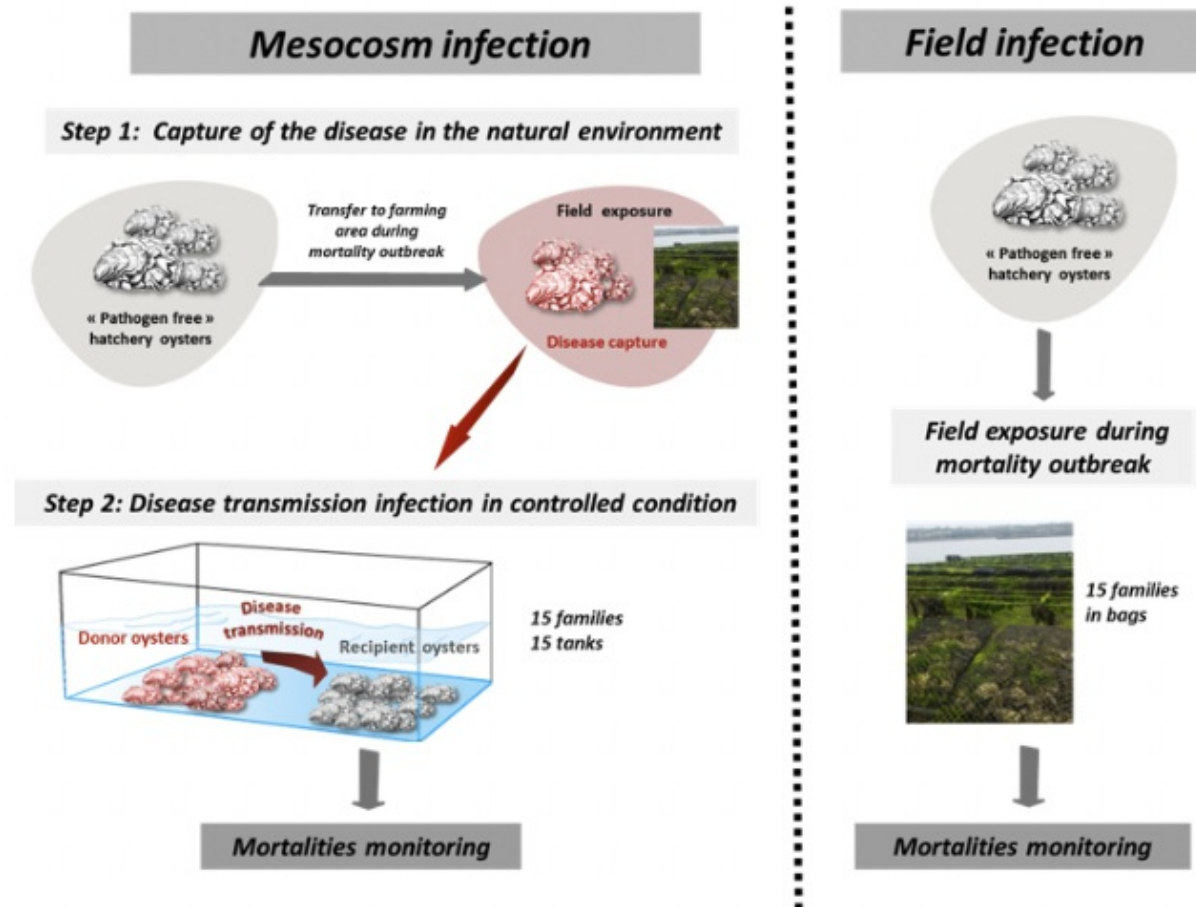 Mesocosm infection
Step 1: Capture of the disease in the natural environment
« Pathogen free »
hatchery oysters
Transfer to farming
area during
mortality outbreak
Field exposure
Disease capture
Step 2: Disease transmission infection in controlled condition
Donor oysters
Disease
transmission
Recipient oysters
15 families
15 tanks
Mortalities monitoring
Field infection
« Pathogen free »
hatchery oysters
Field exposure during
mortality outbreak
15 families
in bags
Mortalities monitoring